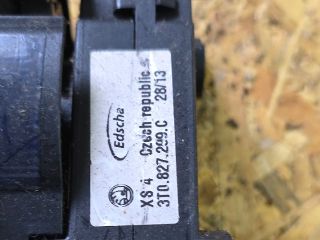 Edscha
Czech republic 28/13
XS 4
3T0.827.299.C